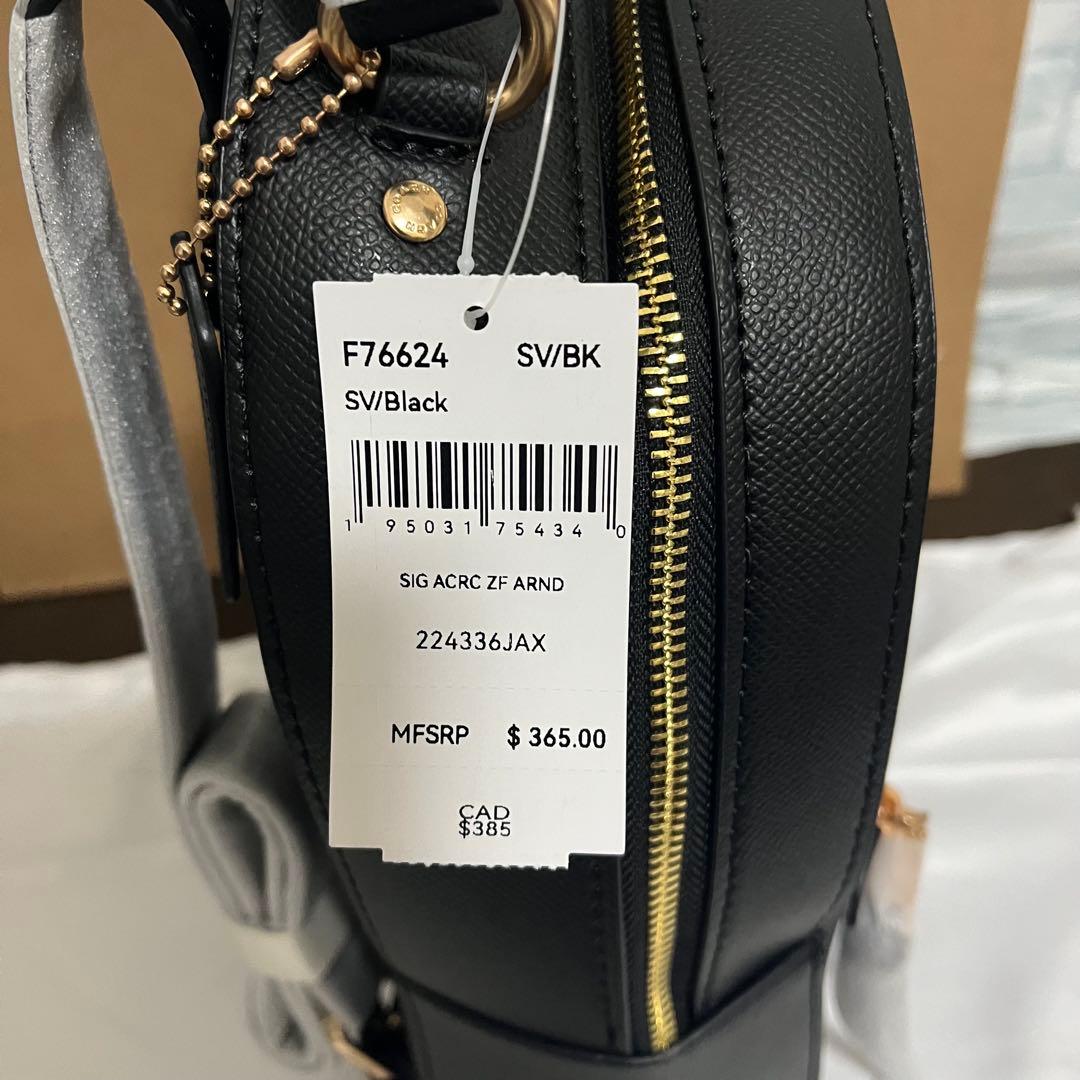 F76624 SV/BK
SV/Black
1 95031 75434 0
SIG ACRC ZF ARND
224336JAX
MFSRP $ 365.00
CAD
$385